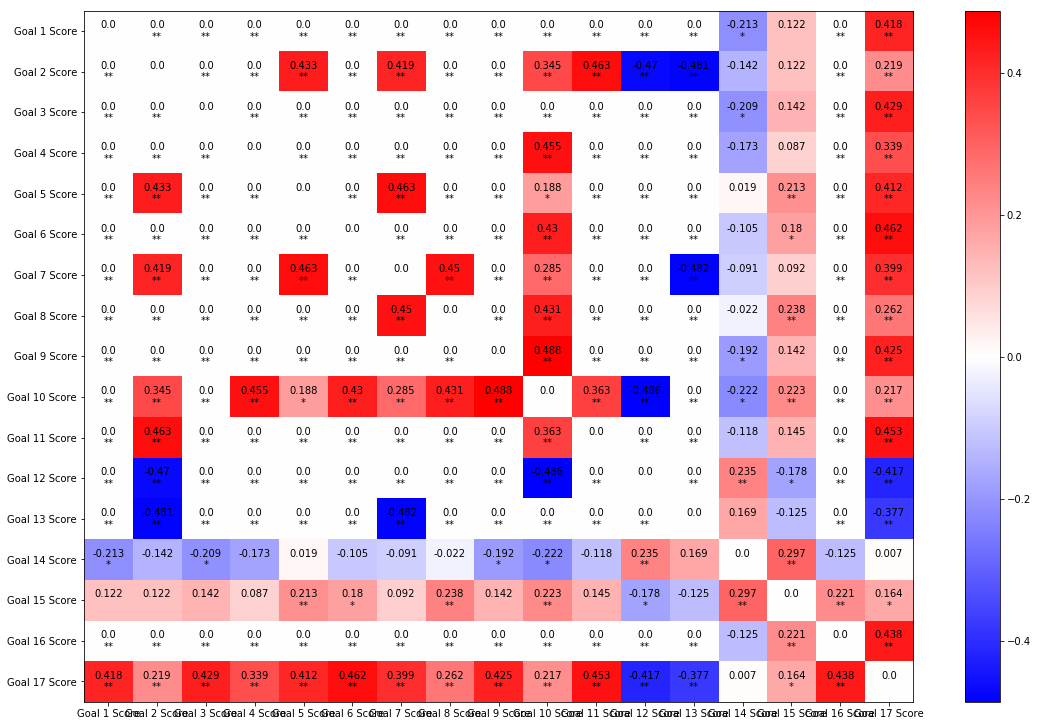 Goal 1 Score 0.0 0.0 0.0 0.0 0.0 0.0 0.0 0.0 0.0 0.0 0.0 0.0 0.0 -0.213 0.122 0.0 0.418
** ** ** ** ** ** ** ** ** ** ** ** * ** **
Goal 2 Score 0.0 0.0 0.0 0.0 0.433 0.0 0.419 0.0 0.0 0.345 0.463 -0.47 -0.481 -0.142 0.122 0.0 0.219
** ** ** ** ** ** ** ** ** ** ** ** ** **
Goal 3 Score 0.0 0.0 0.0 0.0 0.0 0.0 0.0 0.0 0.0 0.0 0.0 0.0 0.0 -0.209 0.142 0.0 0.429
** ** ** ** ** ** ** ** ** ** ** ** * ** **
Goal 4 Score 0.0 0.0 0.0 0.0 0.0 0.0 0.0 0.0 0.0 0.455 0.0 0.0 0.0 -0.173 0.087 0.0 0.339
** ** ** ** ** ** ** ** ** ** ** ** ** **
Goal 5 Score 0.0 0.433 0.0 0.0 0.0 0.0 0.463 0.0 0.0 0.188 0.0 0.0 0.0 0.019 0.213 0.0 0.412
** ** ** ** ** ** ** ** * ** ** ** ** ** **
Goal 6 Score 0.0 0.0 0.0 0.0 0.0 0.0 0.0 0.0 0.0 0.43 0.0 0.0 0.0 -0.105 0.18 0.0 0.462
** ** ** ** ** ** ** ** ** ** ** ** * ** **
Goal 7 Score 0.0 0.419 0.0 0.0 0.463 0.0 0.0 0.45 0.0 0.285 0.0 0.0 -0.482 -0.091 0.092 0.0 0.399
** ** ** ** ** ** ** ** ** ** ** ** ** **
Goal 8 Score 0.0 0.0 0.0 0.0 0.0 0.0 0.45 0.0 0.0 0.431 0.0 0.0 0.0 -0.022 0.238 0.0 0.262
** ** ** ** ** ** ** ** ** ** ** ** ** ** **
Goal 9 Score 0.0 0.0 0.0 0.0 0.0 0.0 0.0 0.0 0.0 0.488 0.0 0.0 0.0 -0.192 0.142 0.0 0.425
** ** ** ** ** ** ** ** ** ** ** ** * ** **
Goal 10 Score 0.0 0.345 0.0 0.455 0.188 0.43 0.285 0.431 0.488 0.0 0.363 -0.486 0.0 -0.222 0.223 0.0 0.217
** ** ** ** * ** ** ** ** ** ** ** * ** ** **
Goal 11 Score 0.0 0.463 0.0 0.0 0.0 0.0 0.0 0.0 0.0 0.363 0.0 0.0 0.0 -0.118 0.145 0.0 0.453
** ** ** ** ** ** ** ** ** ** ** ** ** **
Goal 12 Score 0.0 -0.47 0.0 0.0 0.0 0.0 0.0 0.0 0.0 -0.486 0.0 0.0 0.0 0.235 -0.178 0.0 -0.417
** ** ** ** ** ** ** ** ** ** ** ** ** * ** **
Goal 13 Score 0.0 -0.481 0.0 0.0 0.0 0.0 -0.482 0.0 0.0 0.0 0.0 0.0 0.0 0.169 -0.125 0.0 -0.377
** ** ** ** ** ** ** ** ** ** ** ** ** **
Goal 14 Score -0.213 -0.142 -0.209 -0.173 0.019 -0.105 -0.091 -0.022 -0.192 -0.222 -0.118 0.235 0.169 0.0 0.297 -0.125 0.007
* * * * ** **
Goal 15 Score 0.122 0.122 0.142 0.087 0.213 0.18 0.092 0.238 0.142 0.223 0.145 -0.178 -0.125 0.297 0.0 0.221 0.164
** * ** ** * ** ** *
Goal 16 Score 0.0 0.0 0.0 0.0 0.0 0.0 0.0 0.0 0.0 0.0 0.0 0.0 0.0 -0.125 0.221 0.0 0.438
** ** ** ** ** ** ** ** ** ** ** ** ** ** **
Goal 17 Score 0.418 0.219 0.429 0.339 0.412 0.462 0.399 0.262 0.425 0.217 0.453 -0.417 -0.377 0.007 0.164 0.438 0.0
** ** ** ** ** ** ** ** ** ** ** ** ** * **
Goal 1 Score Goal 2 Score Goal 3 Score Goal 4 Score Goal 5 Score Goal 6 Score Goal 7 Score Goal 8 Score Goal 9 Score Goal 10 Score Goal 11 Score Goal 12 Score Goal 13 Score Goal 14 Score Goal 15 Score Goal 16 Score Goal 17 Score
0.4
0.2
0.0
−0.2
−0.4